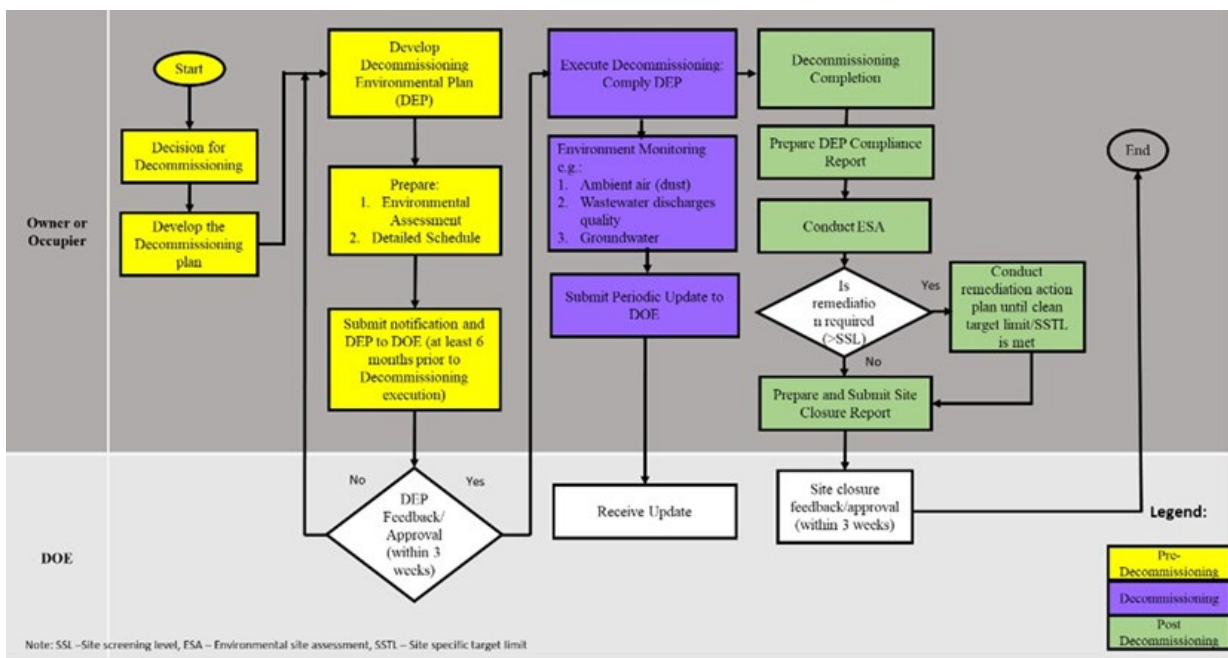 Owner or
Occupier
Start
Decision for
Decommissioning
Develop the
Decommissioning
plan
Develop
Decommissioning
Environmental Plan
(DEP)
Prepare:
1. Environmental
Assessment
2. Detailed Schedule
Submit notification and
DEP to DOE (at least 6
months prior to
Decommissioning
execution)
No
Yes
DEP
Feedback/
Approval
(within 3
weeks)
Execute Decommissioning:
Comply DEP
Environment Monitoring
e.g.:
1. Ambient air (dust)
2. Wastewater discharges
quality
3. Groundwater
Submit Periodic Update to
DOE
Receive Update
Decommissioning
Completion
Prepare DEP Compliance
Report
Conduct ESA
Is
remediatio
n required
(>SSL)
Yes
No
Conduct
remediation action
plan until clean
target limit/SSTL
is met
Prepare and Submit Site
Closure Report
Site closure
feedback/approval
(within 3 weeks)
End
DOE
Legend:
Pre-
Decommissioning
Decommissioning
Post
Decommissioning
Note: SSL –Site screening level, ESA – Environmental site assessment, SSTL – Site specific target limit